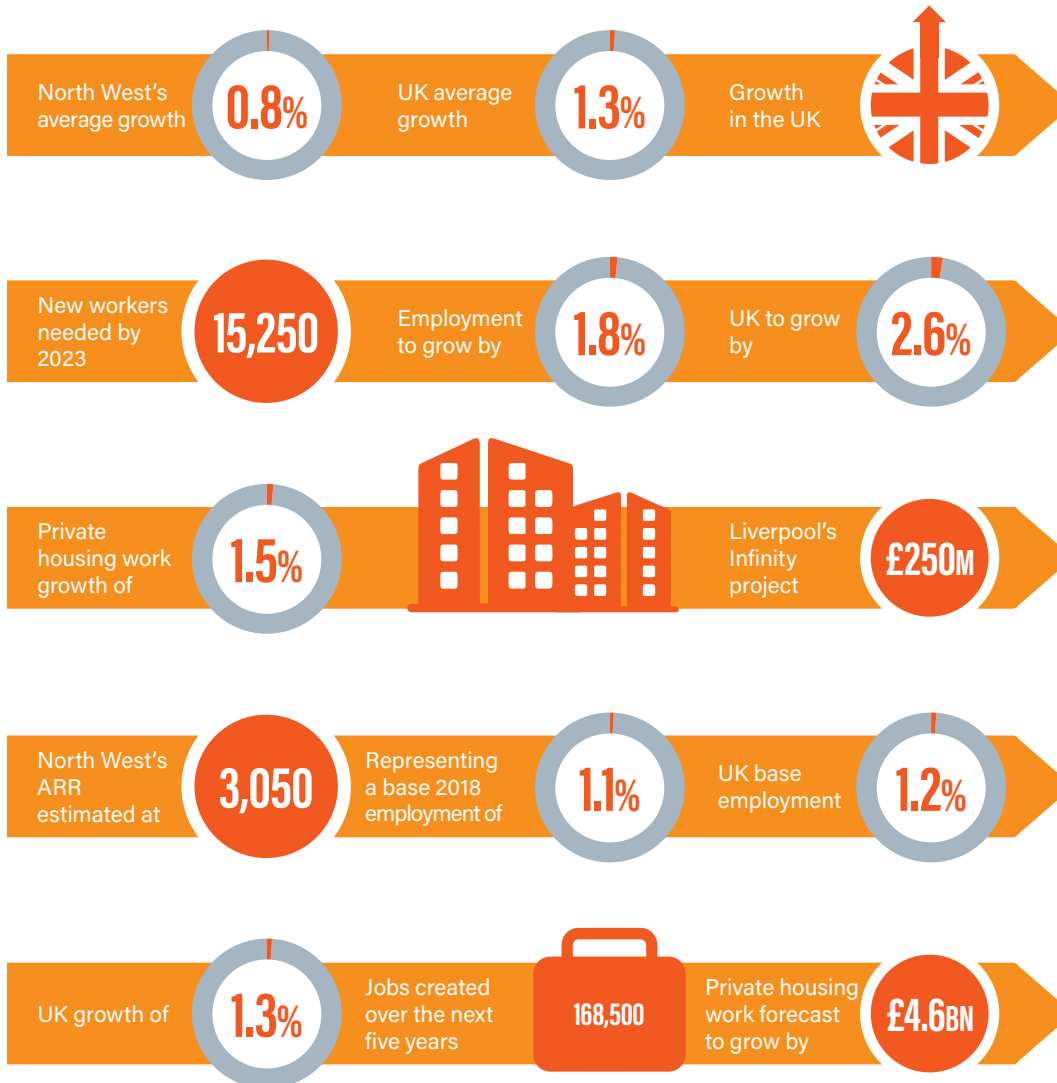 North West's
average growth
0.8%
UK average
growth
1.3%
Growth
in the UK
New workers
needed by
2023
15,250
Employment
to grow by
1.8%
UK to grow
by
2.6%
Private
housing work
growth of
1.5%
Liverpool's
Infinity
project
£250M
North West's
ARR
estimated at
3,050
Representing
a base 2018
employment of
1.1%
UK base
employment
1.2%
UK growth of
1.3%
Jobs created
over the next
five years
168,500
Private housing
work forecast
to grow by
£4.6BN